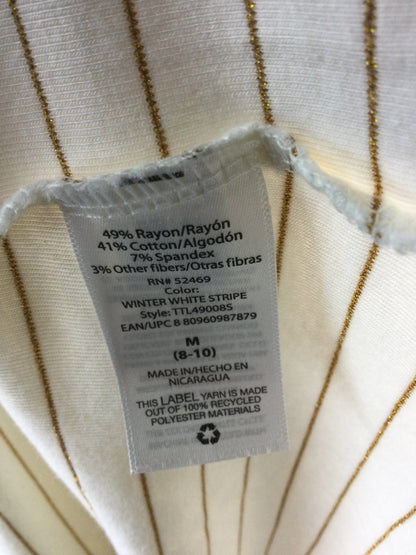 49% Rayon/Rayón
41% Cotton/Algodón
7% Spandex
3% Other fibers/Otras fibras
RN# 52469
Color:
WINTER WHITE STRIPE
Style: TTL49008S
EAN/UPC 8 80960987879
M
(8-10)
MADE IN/HECHO EN
NICARAGUA
THIS LABEL YARN IS MADE
OUT OF 100% RECYCLED
POLYESTER MATERIALS